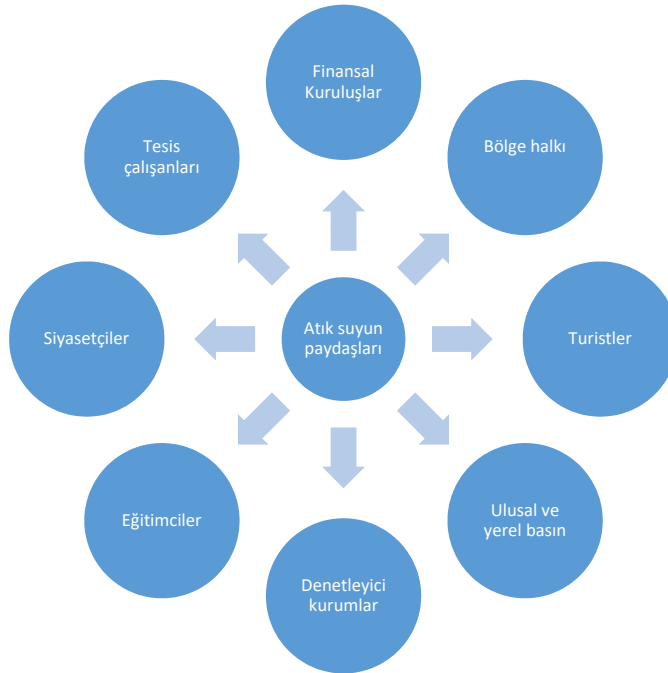 Finansal
Kuruluşlar
Bölge halkı
Turistler
Ulusal ve
yerel basın
Denetleyici
kurumlar
Eğitimciler
Siyasetçiler
Tesis
çalışanları
Atık suyun
paydaşları